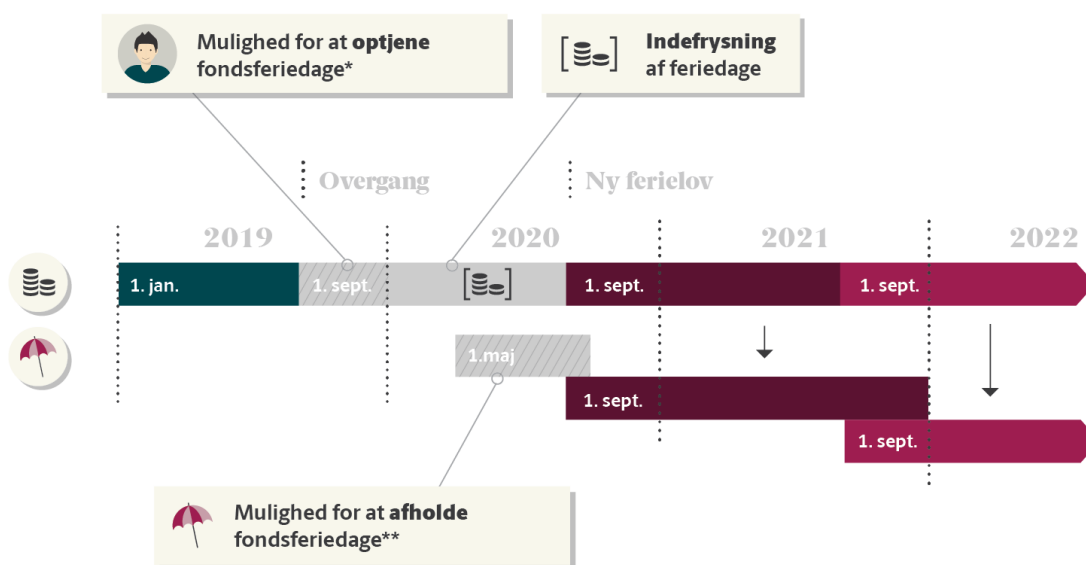 Mulighed for at optjene
fondsferiedage*
Indefrysning
af feriedage
Overgang
Ny ferielov
2019
2020
2021
2022
1. jan.
1. sept.
1. sept.
1. sept.
1.maj
1. sept.
1. sept.
Mulighed for at afholde
fondsferiedage**